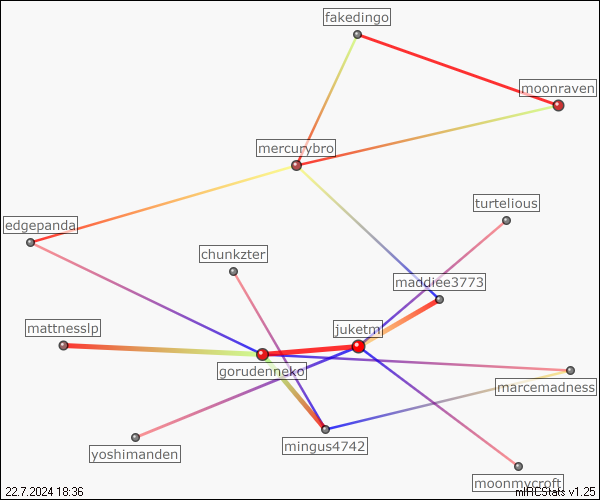 fakedingo
moonraven
mercurybro
turtelious
edgepanda
chunkzter
maddiee3773
mattnesslp
juketm
gorudenneko
marcemadness
mingus4742
yoshimanden
moonmycroft
22.7.2024 18:36
mIRCStats v1.25